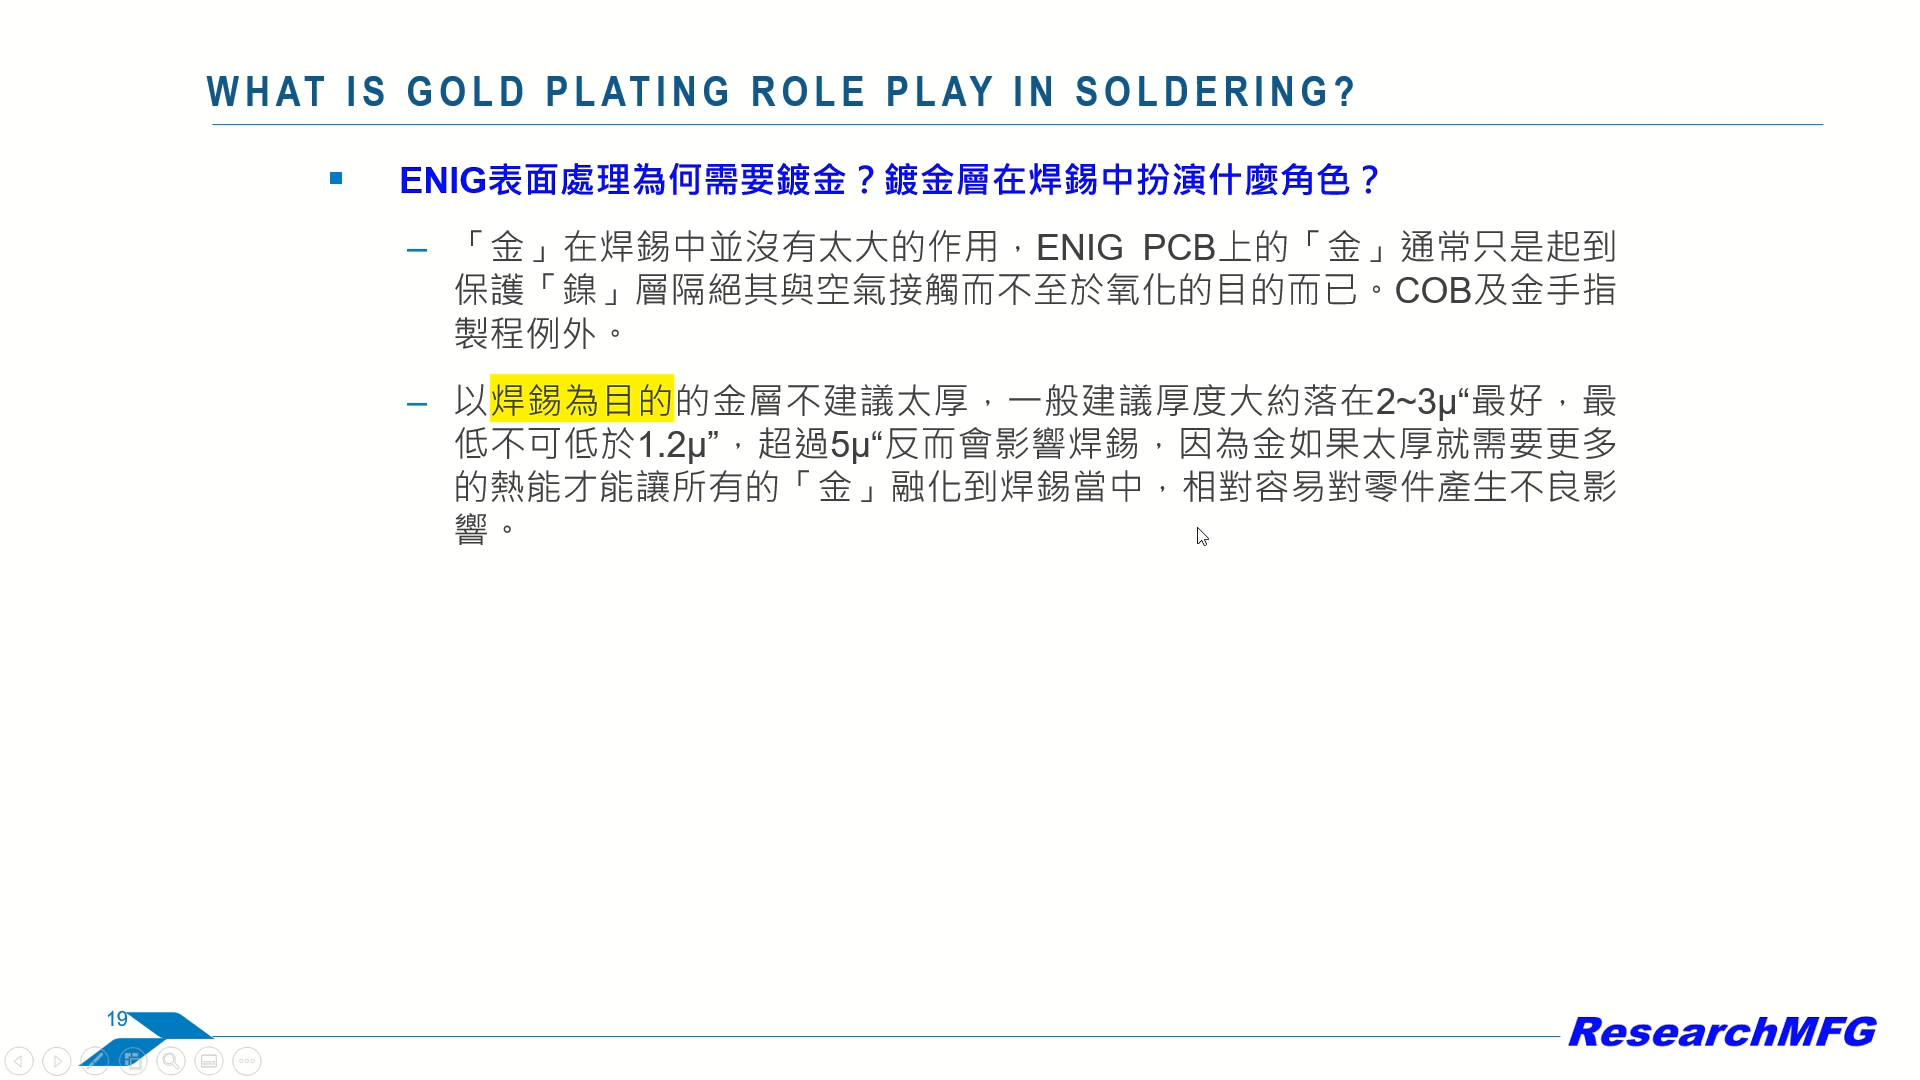 WHAT IS GOLD PLATING ROLE PLAY IN SOLDERING?
ENIG表面處理為何需要鍍金？鍍金層在焊錫中扮演什麼角色？
– 「金」在焊錫中並沒有太大的作用，ENIG PCB上的「金」通常只是起到
保護「鎳」層隔絕其與空氣接觸而不至於氧化的目的而已。COB及金手指
製程例外。
– 以焊錫為目的的金層不建議太厚，一般建議厚度大約落在2~3µ“最好，最
低不可低於1.2µ”，超過5µ“反而會影響焊錫，因為金如果太厚就需要更多
的熱能才能讓所有的「金」融化到焊錫當中，相對容易對零件產生不良影
響。
19
ResearchMFG